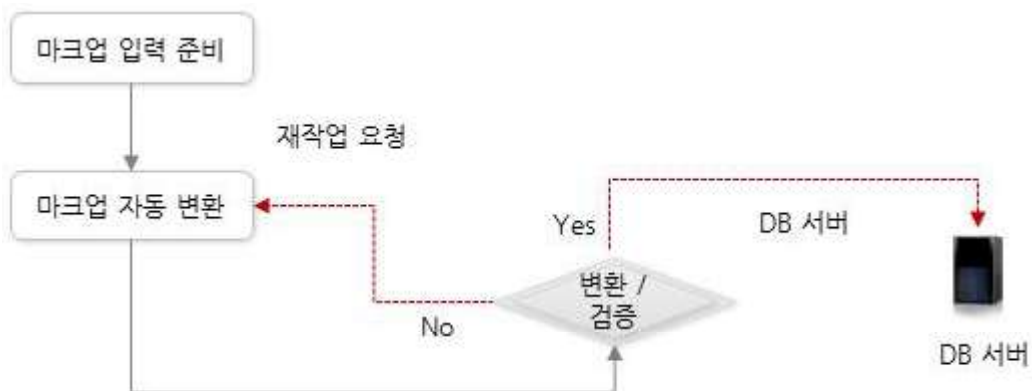 마크업 입력 준비
재작업 요청
마크업 자동 변환
Yes
DB 서버
변환 /
검증
No
DB 서버